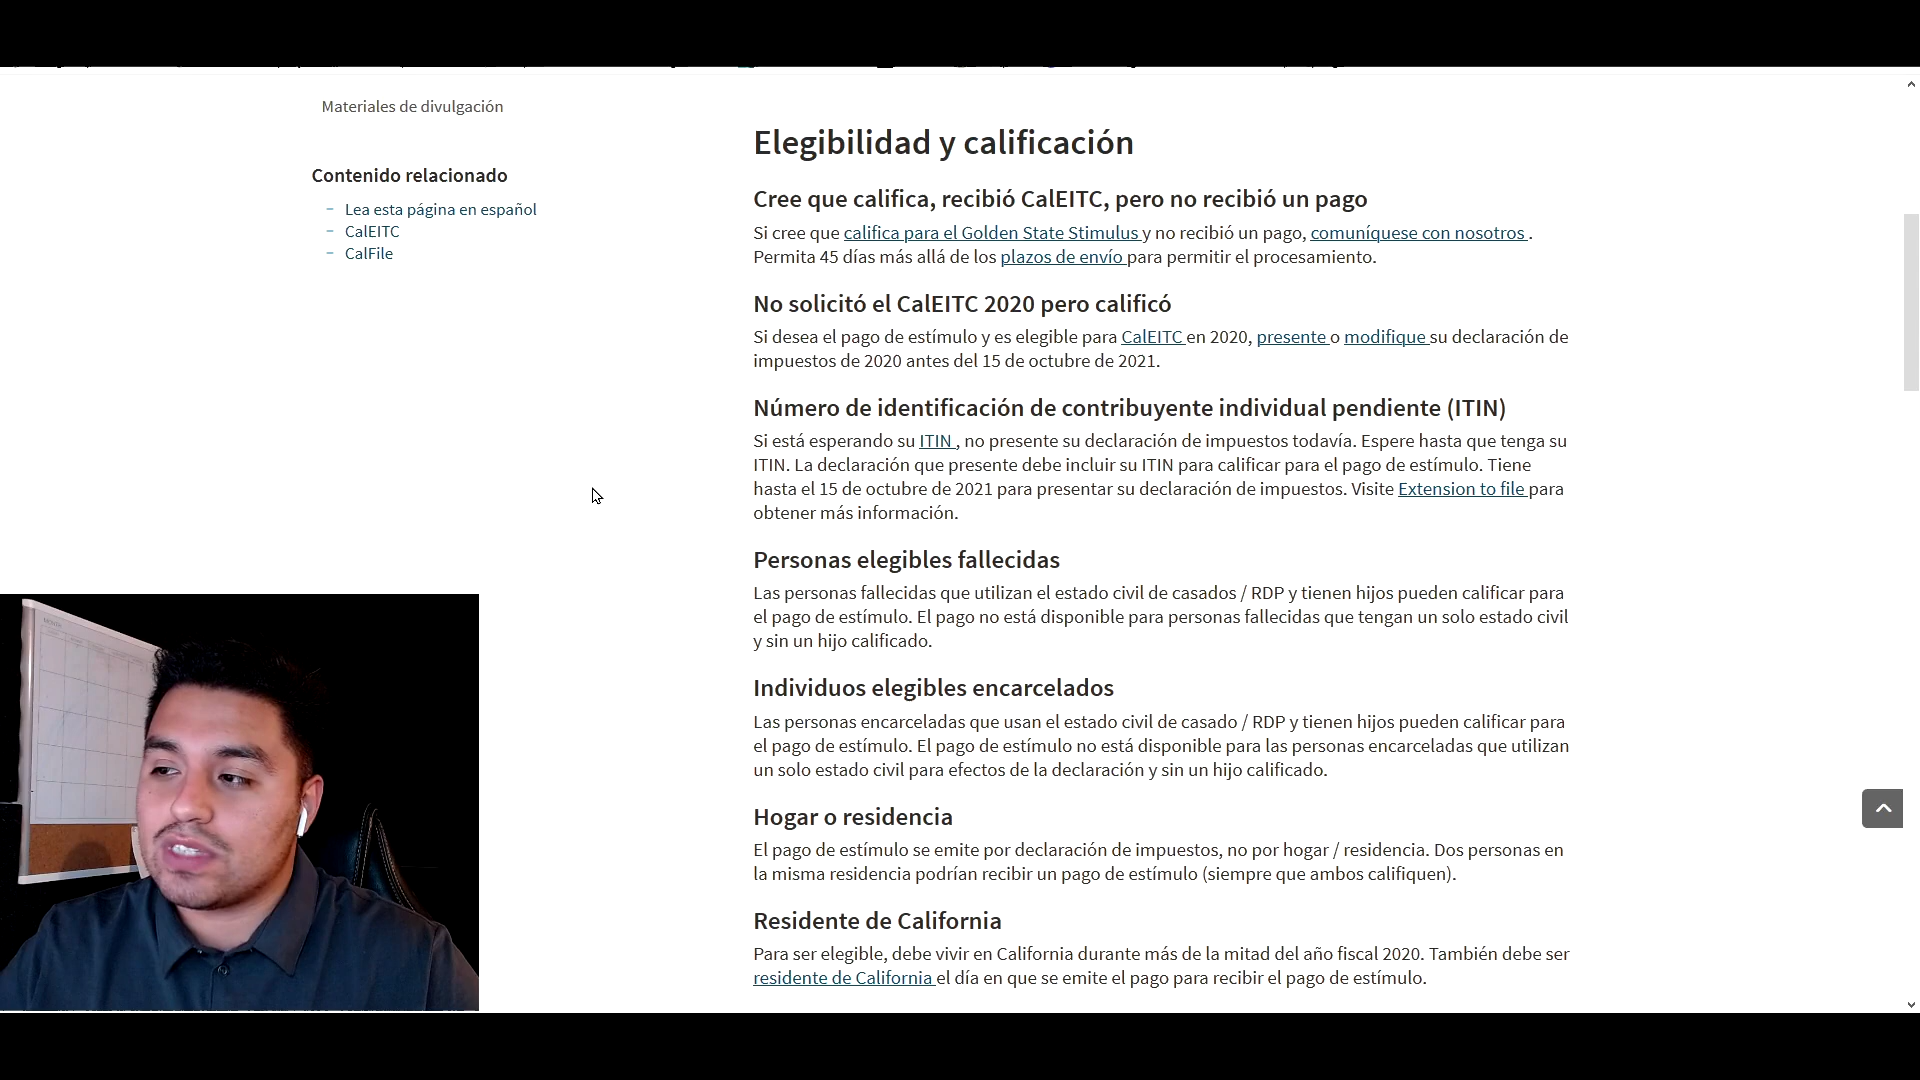 Materiales de divulgación
Contenido relacionado
– Lea esta página en español
– CalEITC
– CalFile
Elegibilidad y calificación
Cree que califica, recibió CalEITC, pero no recibió un pago
Si cree que califica para el Golden State Stimulus y no recibió un pago, comuníquese con nosotros .
Permita 45 días más allá de los plazos de envío para permitir el procesamiento.
No solicitó el CalEITC 2020 pero calificó
Si desea el pago de estímulo y es elegible para CalEITC en 2020, presente o modifique su declaración de
impuestos de 2020 antes del 15 de octubre de 2021.
Número de identificación de contribuyente individual pendiente (ITIN)
Si está esperando su ITIN , no presente su declaración de impuestos todavía. Espere hasta que tenga su
ITIN. La declaración que presente debe incluir su ITIN para calificar para el pago de estímulo. Tiene
hasta el 15 de octubre de 2021 para presentar su declaración de impuestos. Visite Extension to file para
obtener más información.
Personas elegibles fallecidas
Las personas fallecidas que utilizan el estado civil de casados / RDP y tienen hijos pueden calificar para
el pago de estímulo. El pago no está disponible para personas fallecidas que tengan un solo estado civil
y sin un hijo calificado.
Individuos elegibles encarcelados
Las personas encarceladas que usan el estado civil de casado / RDP y tienen hijos pueden calificar para
el pago de estímulo. El pago de estímulo no está disponible para las personas encarceladas que utilizan
un solo estado civil para efectos de la declaración y sin un hijo calificado.
Hogar o residencia
El pago de estímulo se emite por declaración de impuestos, no por hogar / residencia. Dos personas en
la misma residencia podrían recibir un pago de estímulo (siempre que ambos califiquen).
Residente de California
Para ser elegible, debe vivir en California durante más de la mitad del año fiscal 2020. También debe ser
residente de California el día en que se emite el pago para recibir el pago de estímulo.